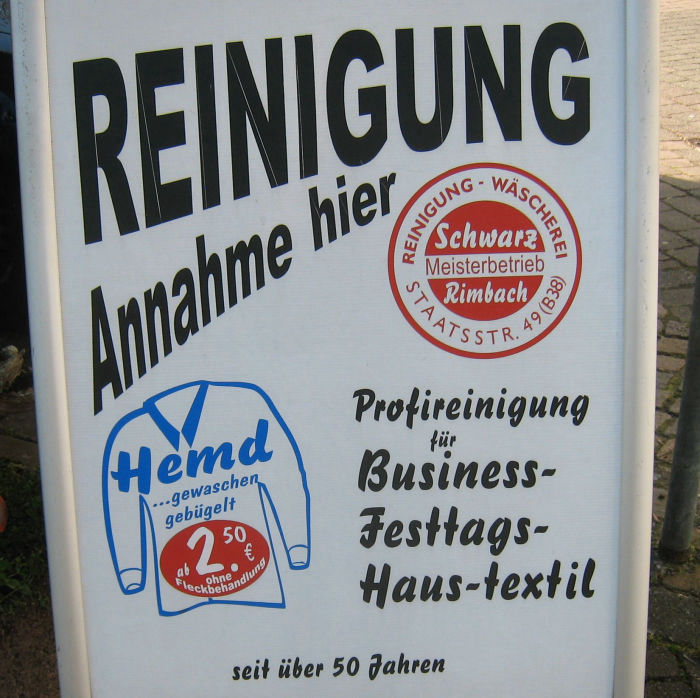 REINIGUNG
Annahme hier
REINIGUNG - WÄSCHEREI
Schwarz
Meisterbetrieb
Rimbach
STAATSSTR. 49 (B38)
Hemd
...gewaschen
gebügelt
ab 2.50 €
ohne
Fleckbehandlung
Profireinigung
für
Business-
Festtags-
Haus-textil
seit über 50 Jahren